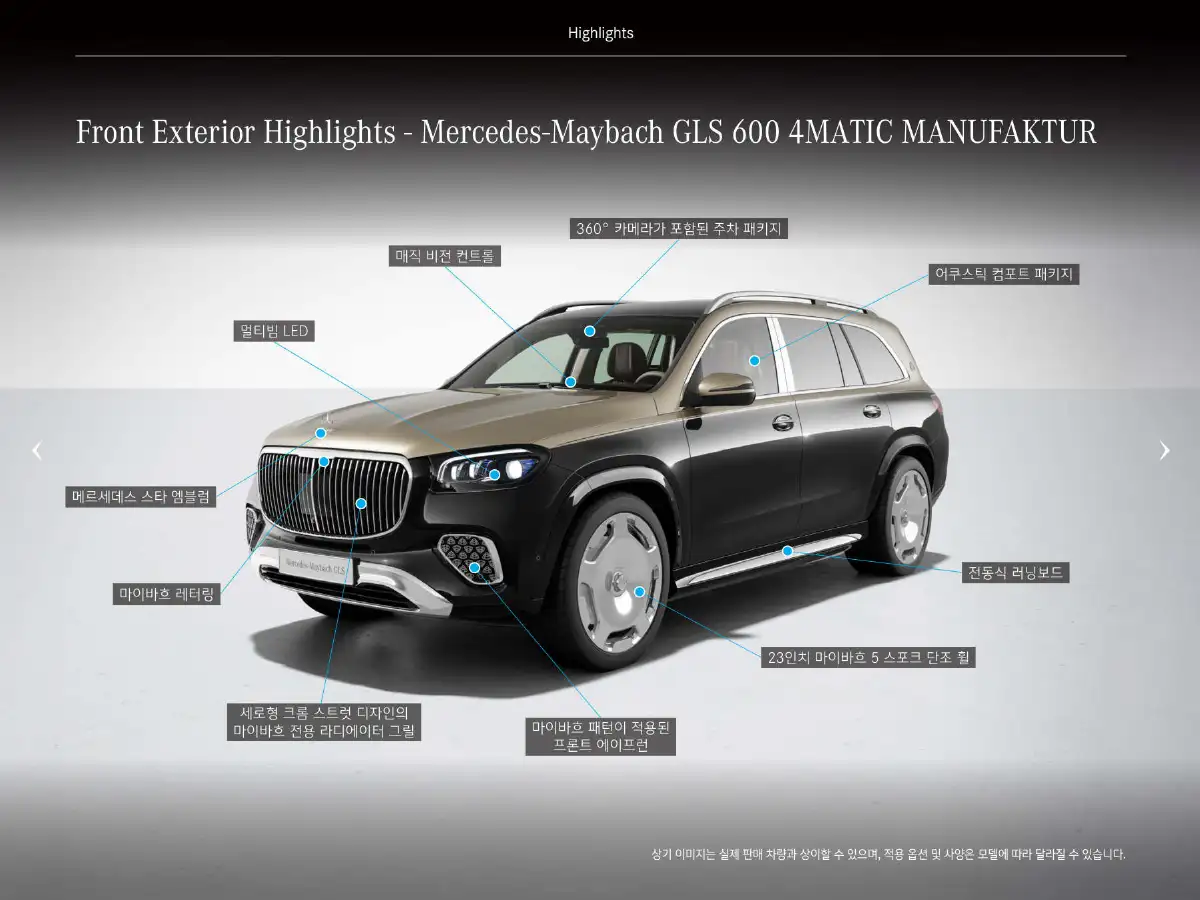 Highlights
Front Exterior Highlights - Mercedes-Maybach GLS 600 4MATIC MANUFAKTUR
360° 카메라가 포함된 주차 패키지
매직 비전 컨트롤
어쿠스틱 컴포트 패키지
멀티빔 LED
메르세데스 스타 엠블럼
Mercedes-Maybach GLS
전동식 러닝보드
마이바흐 레터링
23인치 마이바흐 5 스포크 단조 휠
세로형 크롬 스트럿 디자인의
마이바흐 전용 라디에이터 그릴
마이바흐 패턴이 적용된
프론트 에이프런
상기 이미지는 실제 판매 차량과 상이할 수 있으며, 적용 옵션 및 사양은 모델에 따라 달라질 수 있습니다.